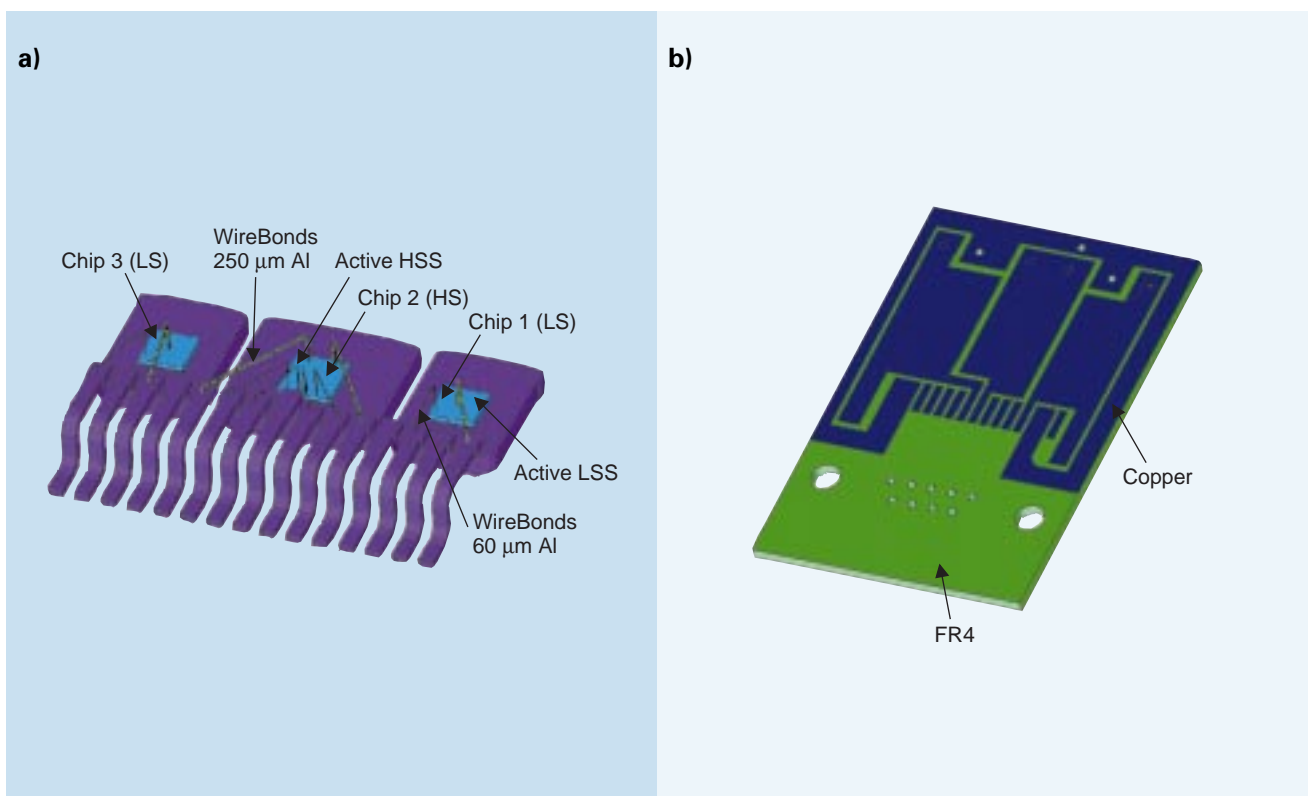 a)
WireBonds
250 μm Al
Chip 3 (LS)
Active HSS
Chip 2 (HS)
Chip 1 (LS)
Active LSS
WireBonds
60 μm Al
b)
Copper
FR4